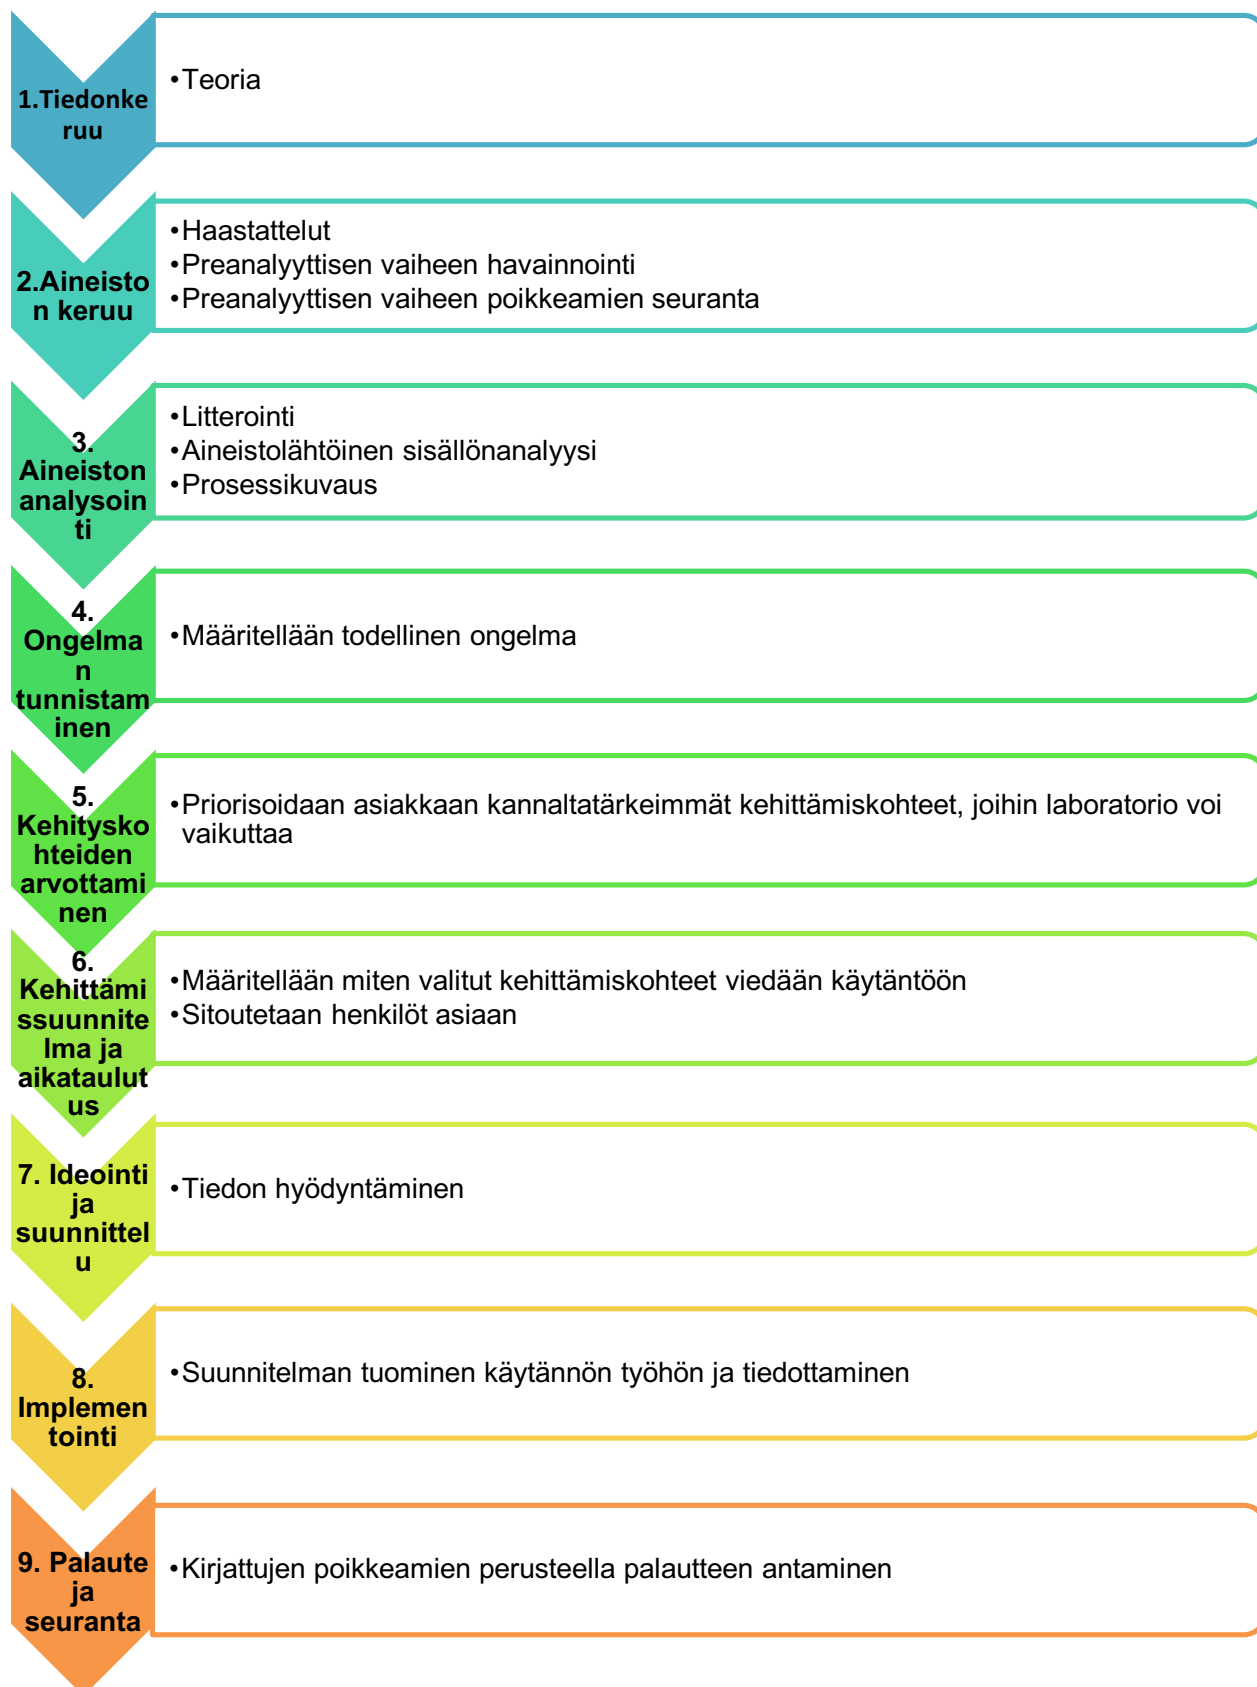 1.Tiedonke
ruu
•Teoria
2.Aineisto
n keruu
•Haastattelut
•Preanalyyttisen vaiheen havainnointi
•Preanalyyttisen vaiheen poikkeamien seuranta
3.
Aineiston
analysoin
ti
•Litterointi
•Aineistolähtöinen sisällönanalyysi
•Prosessikuvaus
4.
Ongelma
n
tunnistam
inen
•Määritellään todellinen ongelma
5.
Kehitysko
hteiden
arvottami
nen
•Priorisoidaan asiakkaan kannaltatärkeimmät kehittämiskohteet, joihin laboratorio voi
vaikuttaa
6.
Kehittämi
ssuunnite
lma ja
aikataulut
us
•Määritellään miten valitut kehittämiskohteet viedään käytäntöön
•Sitoutetaan henkilöt asiaan
7. Ideointi
ja
suunnittel
u
•Tiedon hyödyntäminen
8.
Implemen
tointi
•Suunnitelman tuominen käytännön työhön ja tiedottaminen
9. Palaute
ja
seuranta
•Kirjattujen poikkeamien perusteella palautteen antaminen